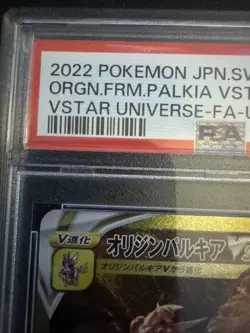 2022 POKEMON JPN.SV
ORGN.FRM.PALKIA VST
VSTAR UNIVERSE-FA-U
PSA
V進化
オリジンパルキア V
オリジンパルキアVから進化